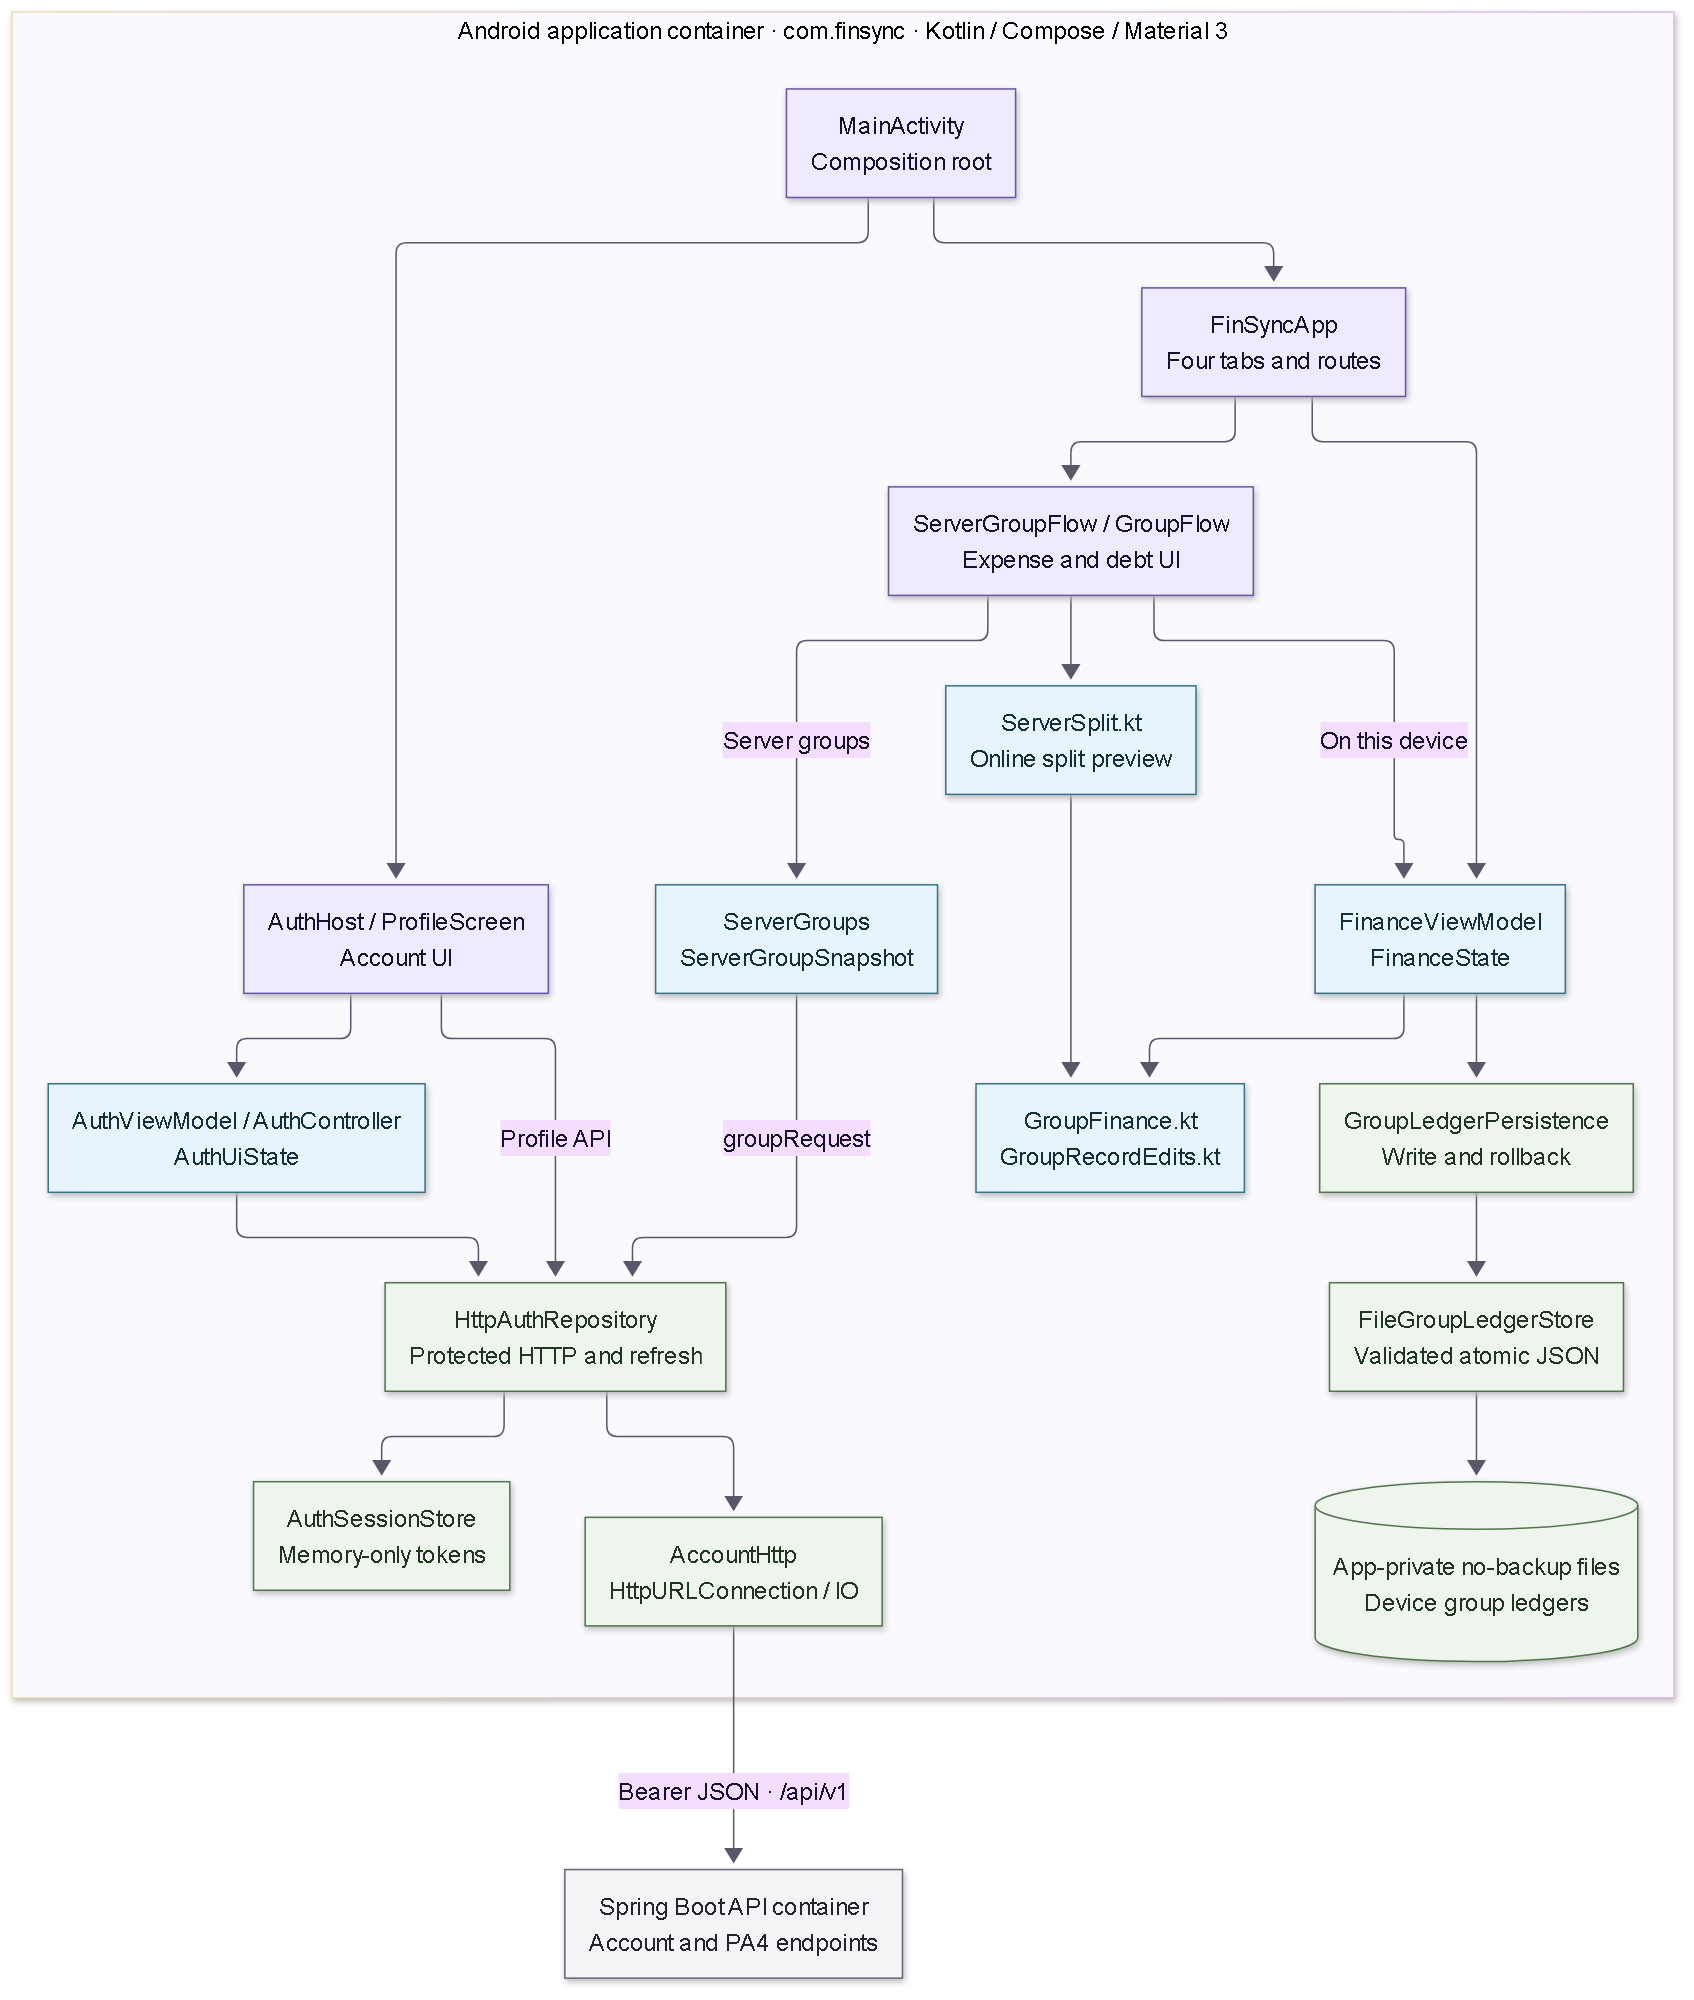 Android application container · com.finsync · Kotlin / Compose / Material 3
MainActivity
Composition root
FinSyncApp
Four tabs and routes
ServerGroupFlow / GroupFlow
Expense and debt UI
ServerSplit.kt
Online split preview
Server groups
On this device
AuthHost / ProfileScreen
Account UI
ServerGroups
ServerGroupSnapshot
FinanceViewModel
FinanceState
AuthViewModel / AuthController
AuthUiState
Profile API
groupRequest
GroupFinance.kt
GroupRecordEdits.kt
GroupLedgerPersistence
Write and rollback
HttpAuthRepository
Protected HTTP and refresh
FileGroupLedgerStore
Validated atomic JSON
AuthSessionStore
Memory-only tokens
AccountHttp
HttpURLConnection / IO
App-private no-backup files
Device group ledgers
Bearer JSON · /api/v1
Spring Boot API container
Account and PA4 endpoints